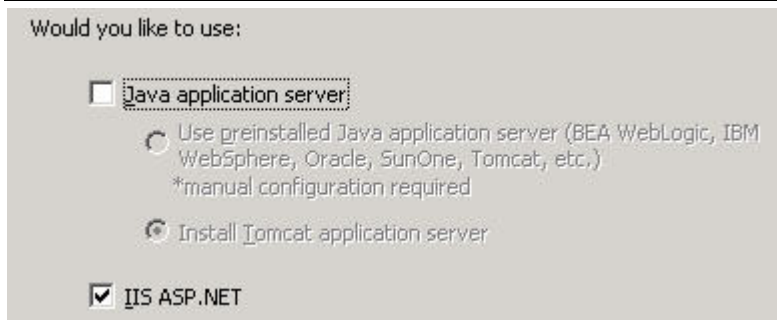 Would you like to use:
Java application server
Use preinstalled Java application server (BEA WebLogic, IBM
WebSphere, Oracle, SunOne, Tomcat, etc.)
*manual configuration required
Install Tomcat application server
IIS ASP.NET